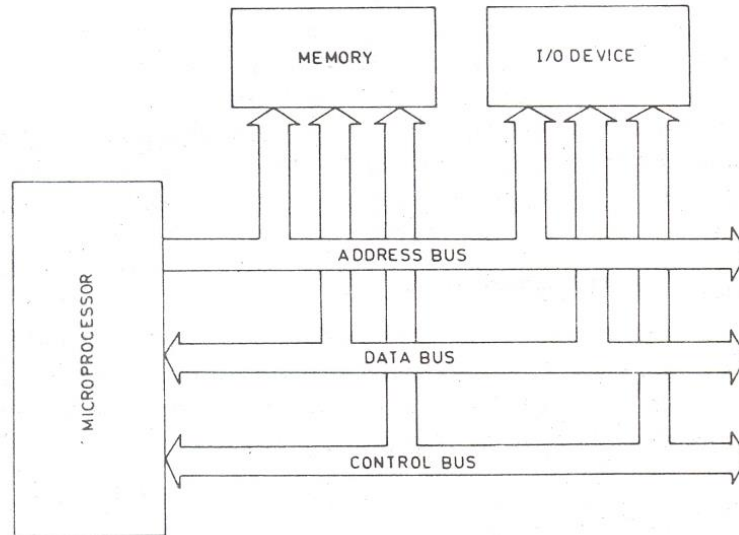 MEMORY
I/O DEVICE
MICROPROCESSOR
ADDRESS BUS
DATA BUS
CONTROL BUS